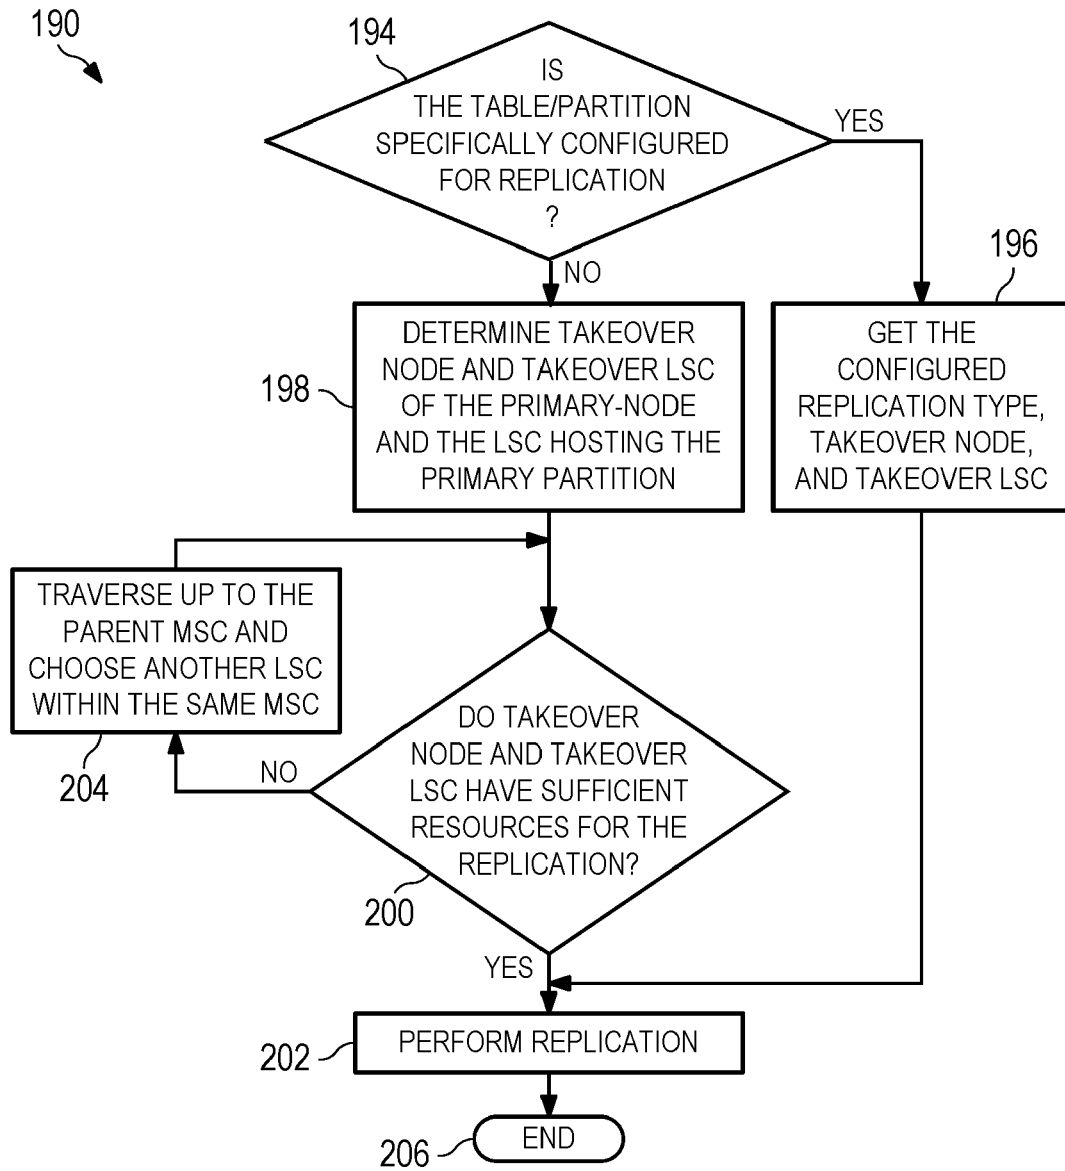 190
194
IS
THE TABLE/PARTITION
SPECIFICALLY CONFIGURED
FOR REPLICATION
?
YES
NO
196
198
DETERMINE TAKEOVER
NODE AND TAKEOVER LSC
OF THE PRIMARY-NODE
AND THE LSC HOSTING THE
PRIMARY PARTITION
GET THE
CONFIGURED
REPLICATION TYPE,
TAKEOVER NODE,
AND TAKEOVER LSC
TRAVERSE UP TO THE
PARENT MSC AND
CHOOSE ANOTHER LSC
WITHIN THE SAME MSC
204
NO
DO TAKEOVER
NODE AND TAKEOVER
LSC HAVE SUFFICIENT
RESOURCES FOR THE
REPLICATION?
200
YES
202
PERFORM REPLICATION
206
END